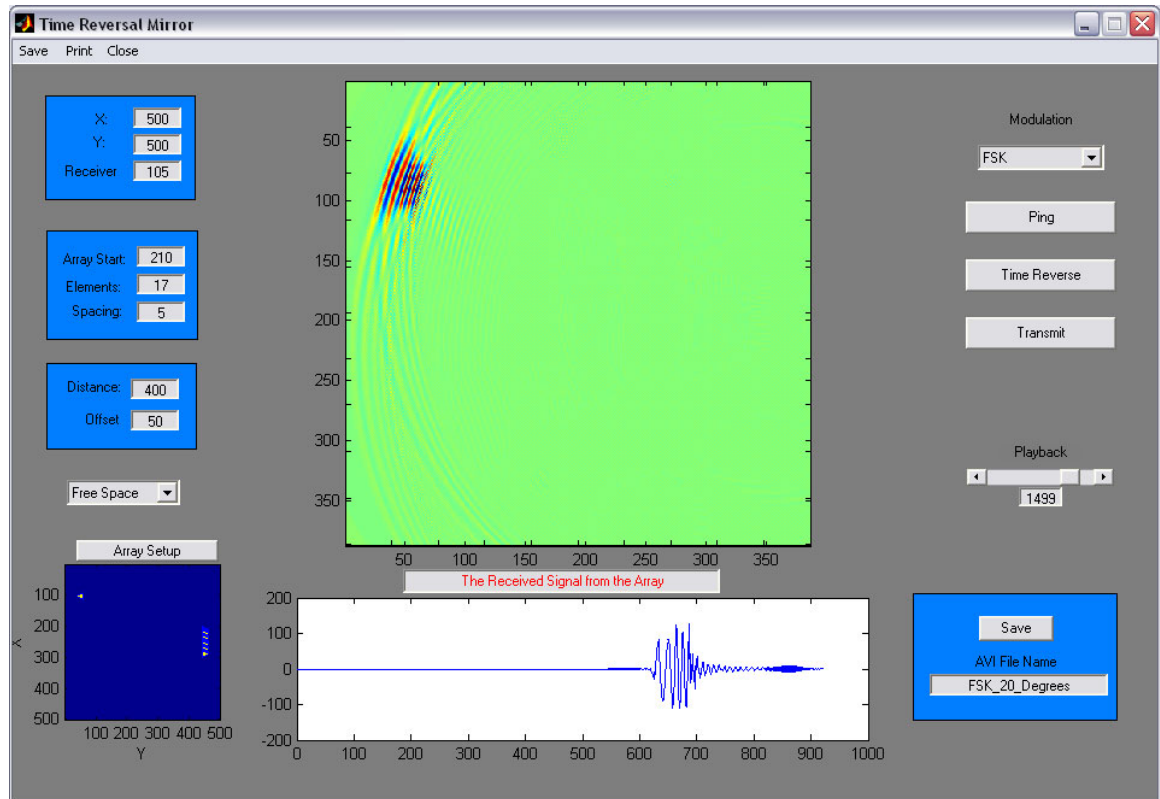 Time Reversal Mirror
Save Print Close
X: 500
Y: 500
Receiver 105
Array Start: 210
Elements: 17
Spacing: 5
Distance: 400
Offset 50
Free Space
Array Setup
100
200
300
400
500
X
100 200 300 400 500
Y
50
100
150
200
250
300
350
50 100 150 200 250 300 350
The Received Signal from the Array
200
100
0
-100
-200
0 100 200 300 400 500 600 700 800 900 1000
Modulation
FSK
Ping
Time Reverse
Transmit
Playback
1499
Save
AVI File Name
FSK_20_Degrees